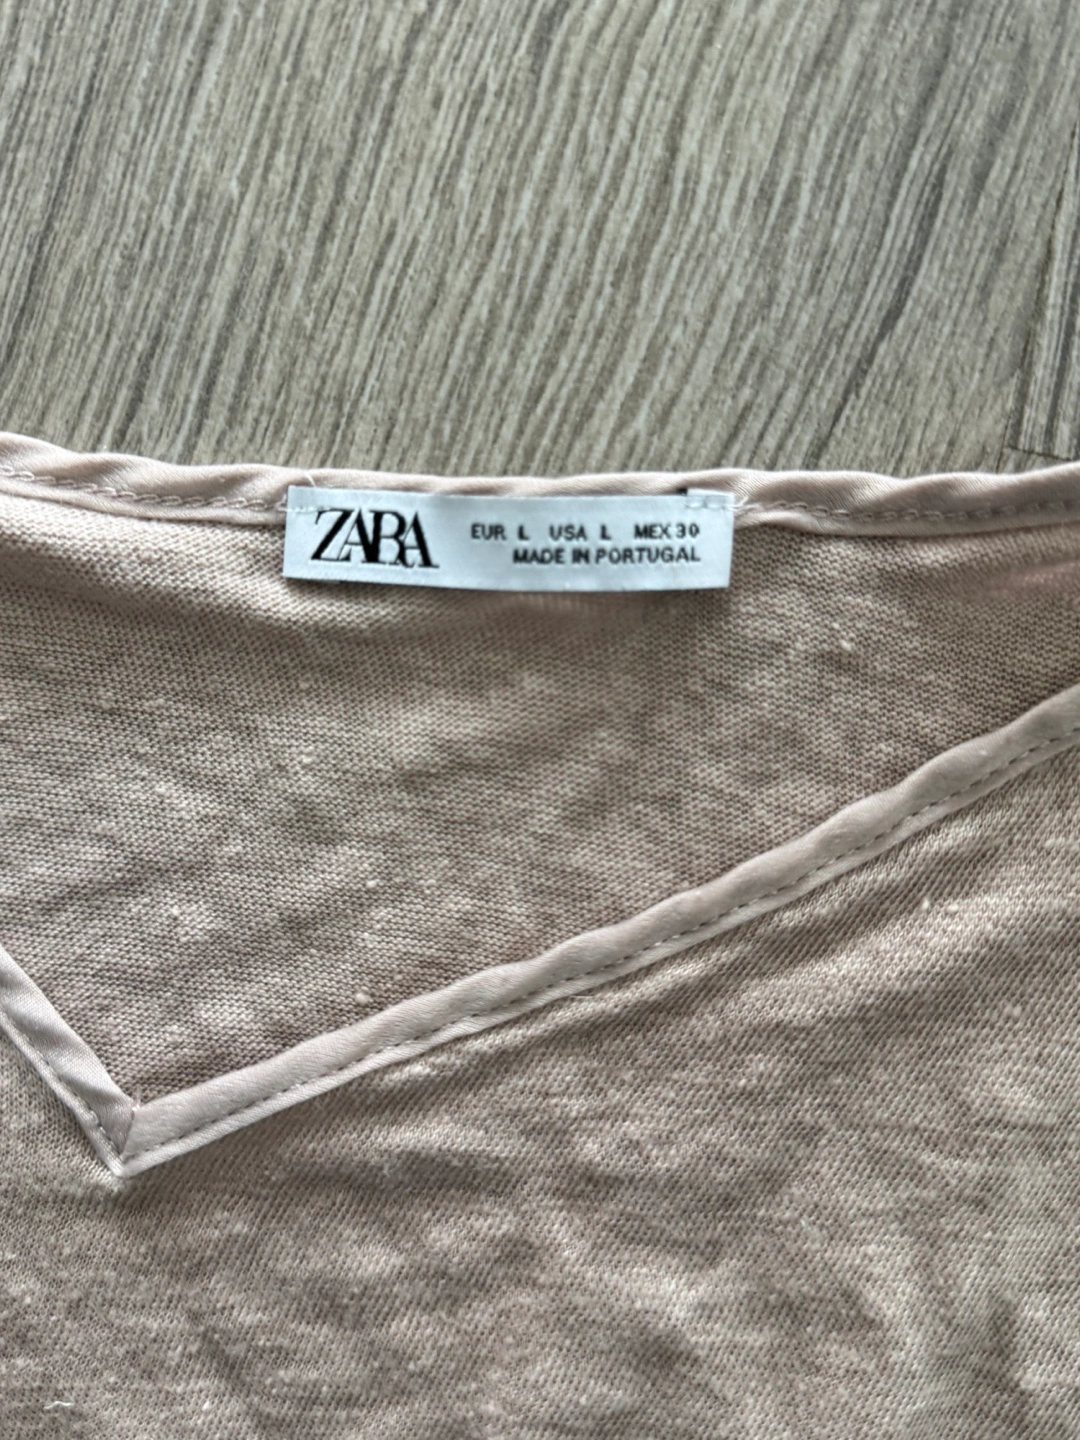 ZARA
EUR L USA L MEX 30
MADE IN PORTUGAL